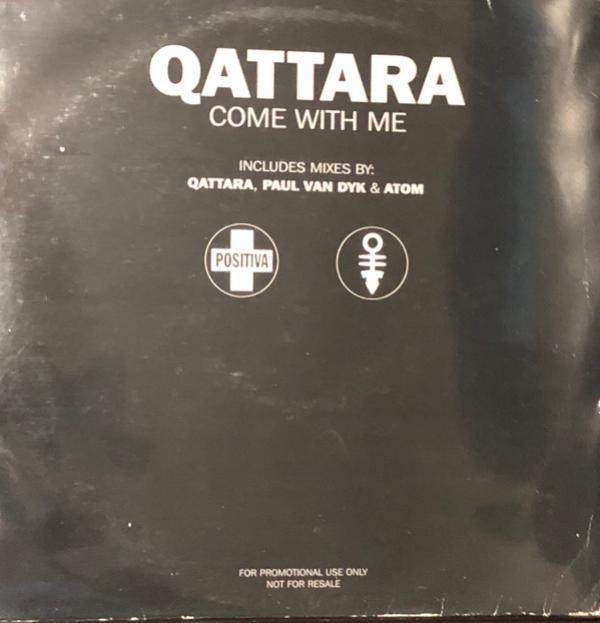 QATTARA
COME WITH ME
INCLUDES MIXES BY:
QATTARA, PAUL VAN DYK & ATOM
POSITIVA
FOR PROMOTIONAL USE ONLY
NOT FOR RESALE